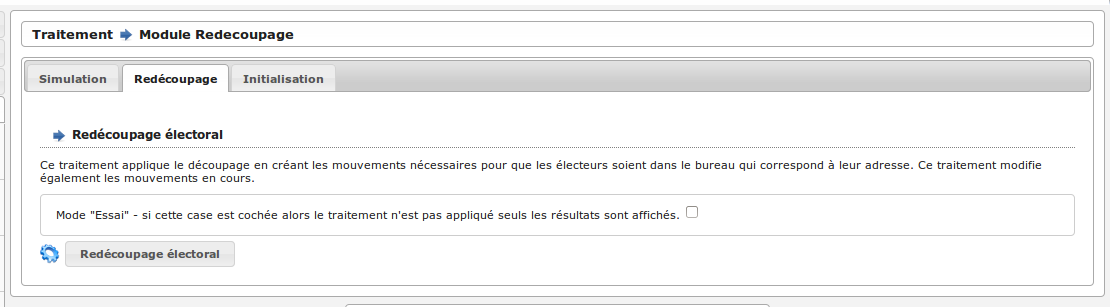 Traitement Module Redecoupage
Simulation Redécoupage Initialisation
Redécoupage électoral
Ce traitement applique le découpage en créant les mouvements nécessaires pour que les électeurs soient dans le bureau qui correspond à leur adresse. Ce traitement modifie
également les mouvements en cours.
Mode "Essai" - si cette case est cochée alors le traitement n'est pas appliqué seuls les résultats sont affichés.
Redécoupage électoral